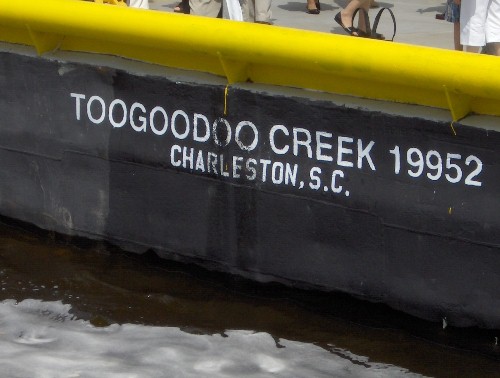 TOOGOODOO CREEK 19952
CHARLESTON, S.C.